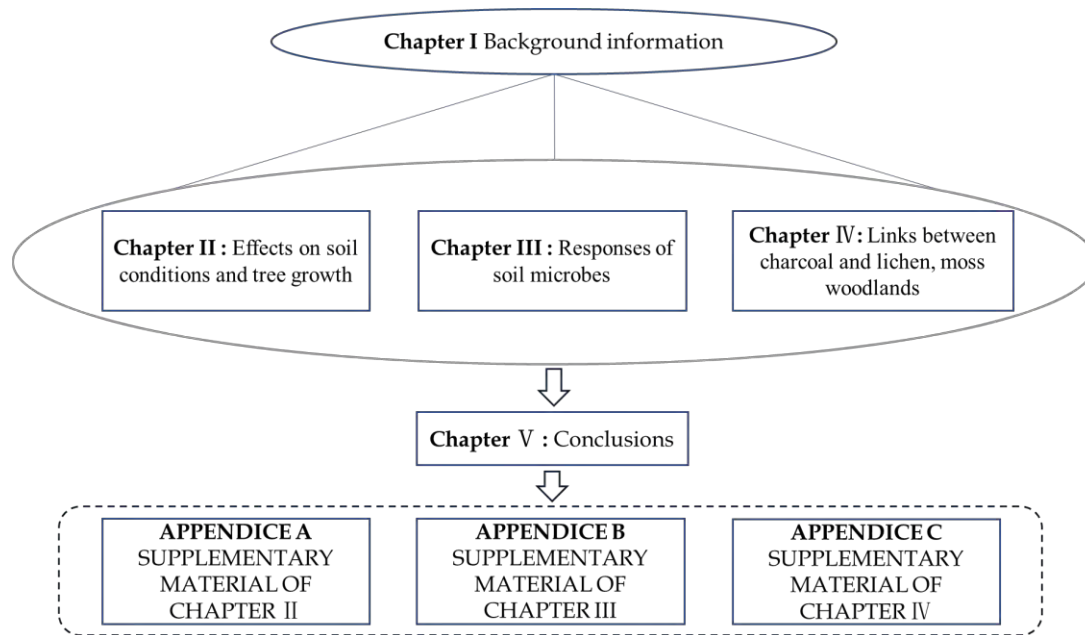 Chapter I Background information
Chapter II : Effects on soil
conditions and tree growth
Chapter III : Responses of
soil microbes
Chapter Ⅳ: Links between
charcoal and lichen, moss
woodlands
Chapter Ⅴ : Conclusions
APPENDICE A
SUPPLEMENTARY
MATERIAL OF
CHAPTER Ⅱ
APPENDICE B
SUPPLEMENTARY
MATERIAL OF
CHAPTER III
APPENDICE C
SUPPLEMENTARY
MATERIAL OF
CHAPTER Ⅳ